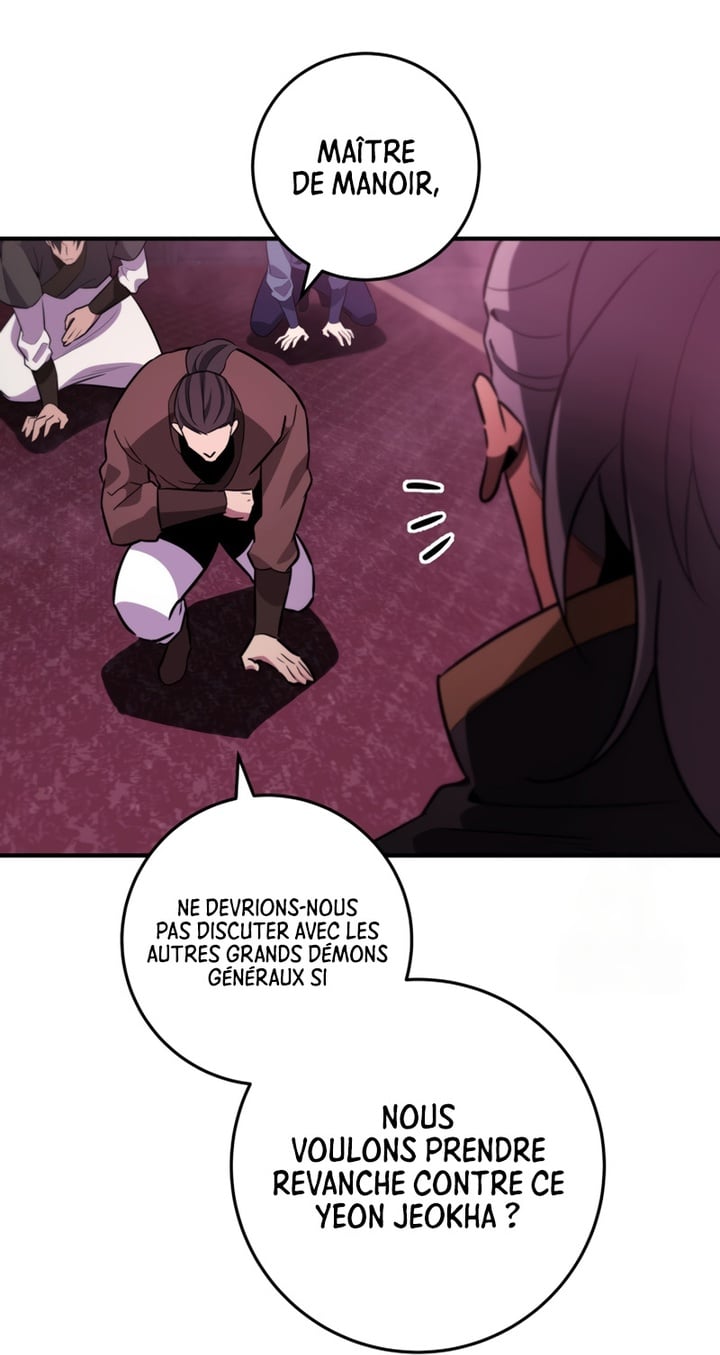 MAÎTRE
DE MANOIR,
NE DEVRIONS-NOUS
PAS DISCUTER AVEC LES
AUTRES GRANDS DÉMONS
GÉNÉRAUX SI
NOUS
VOULONS PRENDRE
REVANCHE CONTRE CE
YEON JEOKHA ?